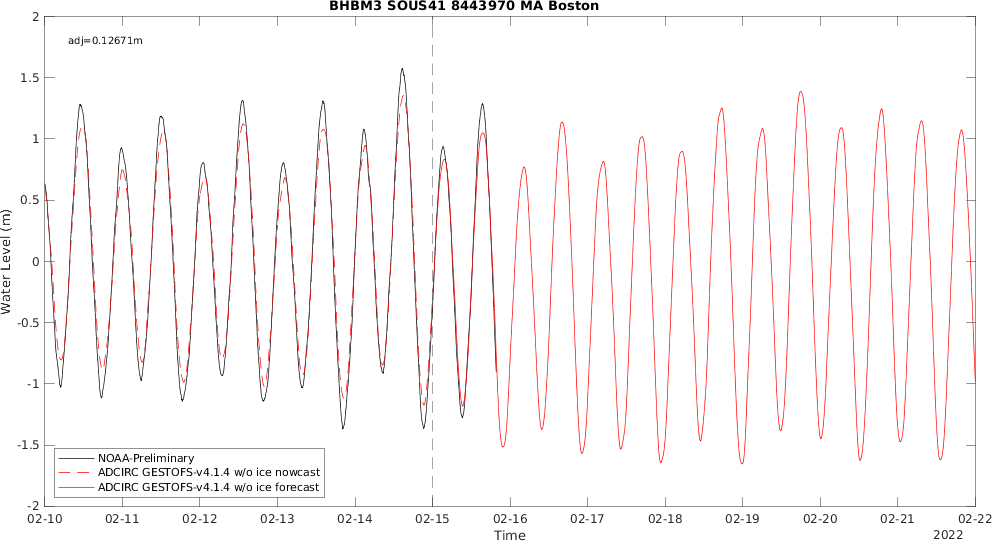 BHBM3 SOUS41 8443970 MA Boston
adj=0.12671m
2
1.5
1
0.5
0
-0.5
-1
-1.5
-2
Water Level (m)
NOAA-Preliminary
ADCIRC GESTOFS-v4.1.4 w/o ice nowcast
ADCIRC GESTOFS-v4.1.4 w/o ice forecast
02-10 02-11 02-12 02-13 02-14 02-15 02-16 02-17 02-18 02-19 02-20 02-21 02-22
Time
2022